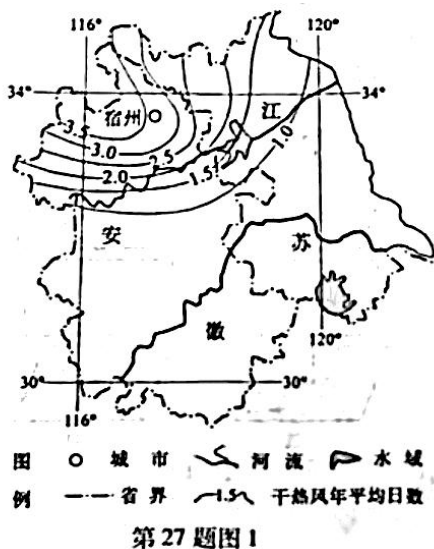 116° 120°
34° 34°
宿州 江
3.5
3.0
2.5
2.0
1.5
1.0
安 苏
徽
120°
30° 30°
116°
图 城市 河流 水域
例 省界 1.5 干热风年平均日数
第27题图1